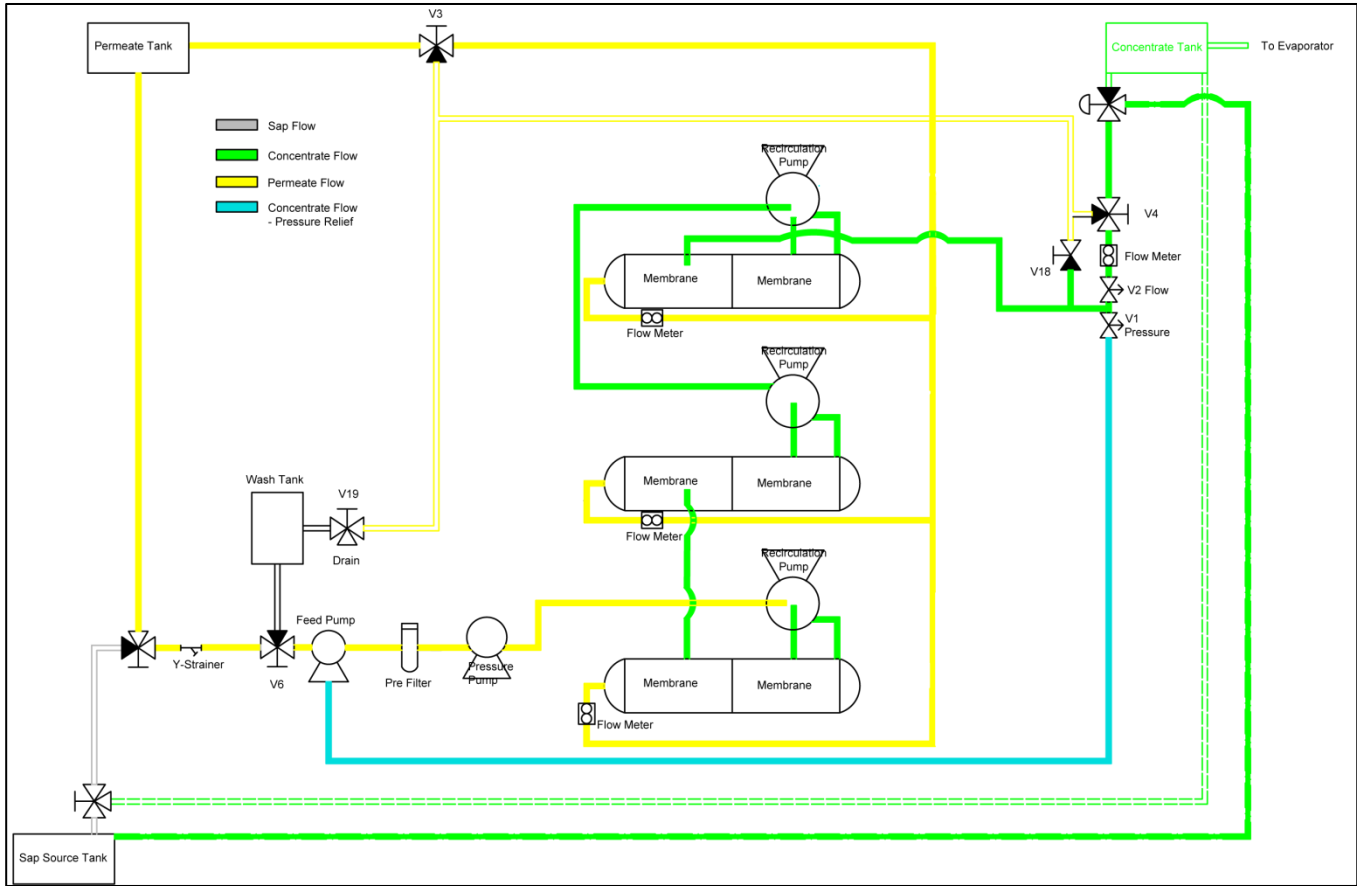 V3
Permeate Tank
Concentrate Tank
To Evaporator
Sap Flow
Concentrate Flow
Permeate Flow
Concentrate Flow
- Pressure Relief
Recirculation
Pump
V4
Flow Meter
V18
V2 Flow
V1
Pressure
Membrane
Membrane
Flow Meter
Recirculation
Pump
Membrane
Membrane
Flow Meter
Wash Tank
V19
Drain
Recirculation
Pump
Feed Pump
Y-Strainer
V6
Pre Filter
Pressure
Pump
Membrane
Membrane
Flow Meter
Sap Source Tank